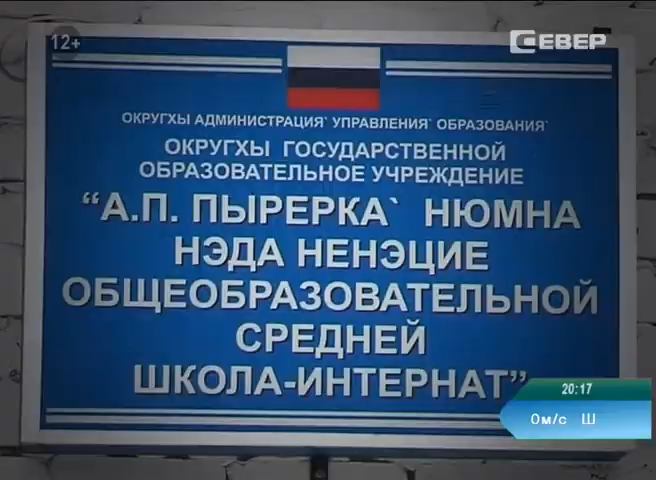 12+
СЕВЕР
ОКРУГХЫ АДМИНИСТРАЦИЯ` УПРАВЛЕНИЯ` ОБРАЗОВАНИЯ`
ОКРУГХЫ ГОСУДАРСТВЕННОЙ
ОБРАЗОВАТЕЛЬНОЕ УЧРЕЖДЕНИЕ
“А.П. ПЫРЕРКА` НЮМНА
НЭДА НЕНЭЦИЕ
ОБЩЕОБРАЗОВАТЕЛЬНОЙ
СРЕДНЕЙ
ШКОЛА-ИНТЕРНАТ”
20:17
0м/с Ш